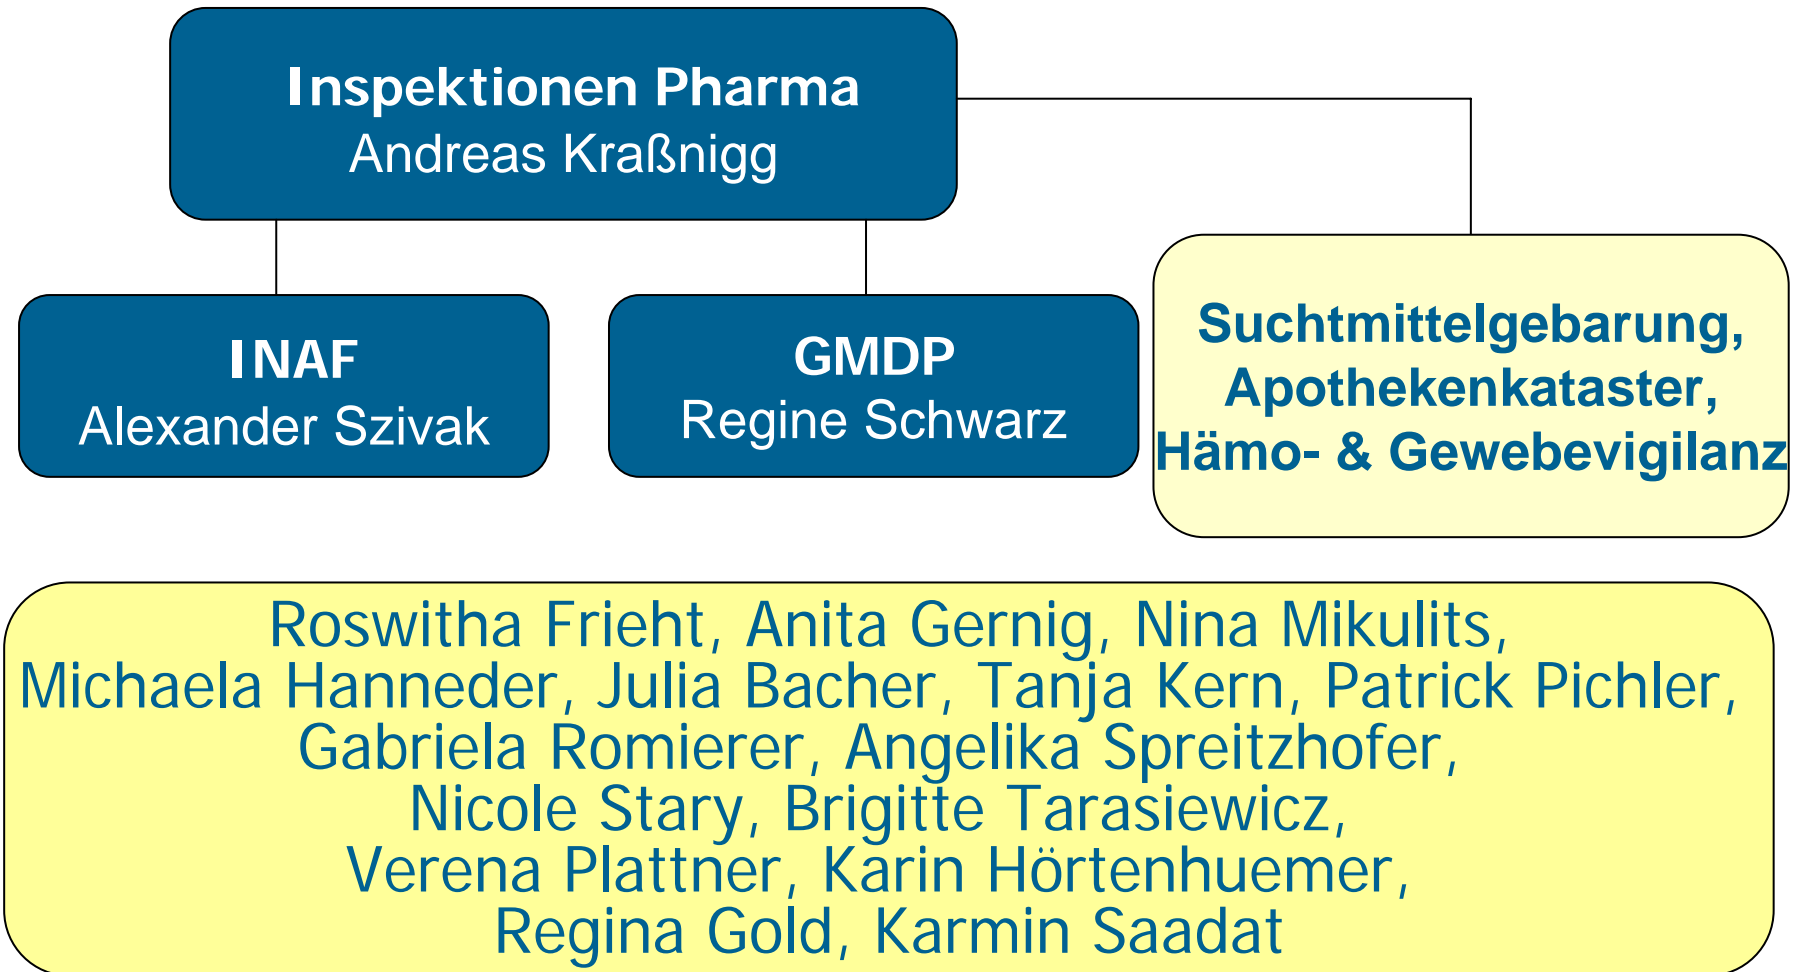 Inspektionen Pharma
Andreas Kraßnigg
INAF
Alexander Szivak
GMDP
Regine Schwarz
Suchtmittelgebarung,
Apothekenkataster,
Hämo- & Gewebevigilanz
Roswitha Frieht, Anita Gernig, Nina Mikulits,
Michaela Hanneder, Julia Bacher, Tanja Kern, Patrick Pichler,
Gabriela Romierer, Angelika Spreitzhofer,
Nicole Stary, Brigitte Tarasiewicz,
Verena Plattner, Karin Hörtenhuemer,
Regina Gold, Karmin Saadat